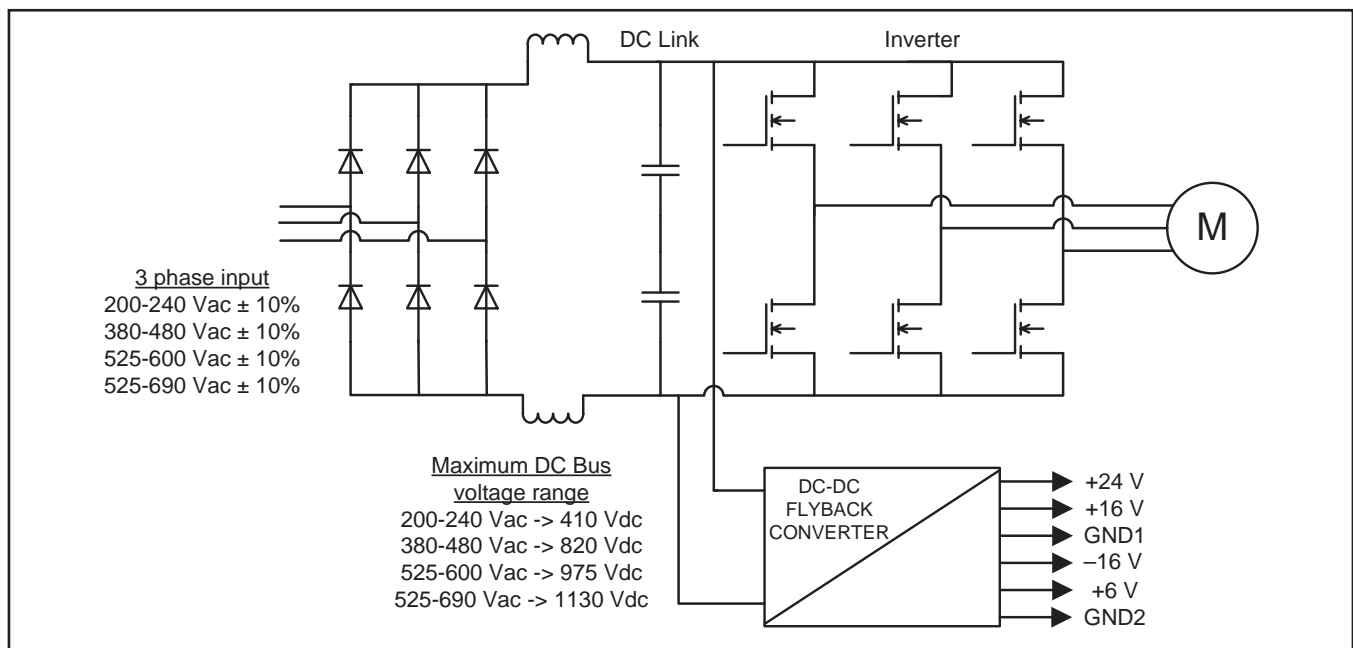 DC Link
Inverter
M
3 phase input
200-240 Vac ± 10%
380-480 Vac ± 10%
525-600 Vac ± 10%
525-690 Vac ± 10%
Maximum DC Bus
voltage range
200-240 Vac -> 410 Vdc
380-480 Vac -> 820 Vdc
525-600 Vac -> 975 Vdc
525-690 Vac -> 1130 Vdc
DC-DC
FLYBACK
CONVERTER
+24 V
+16 V
GND1
–16 V
+6 V
GND2